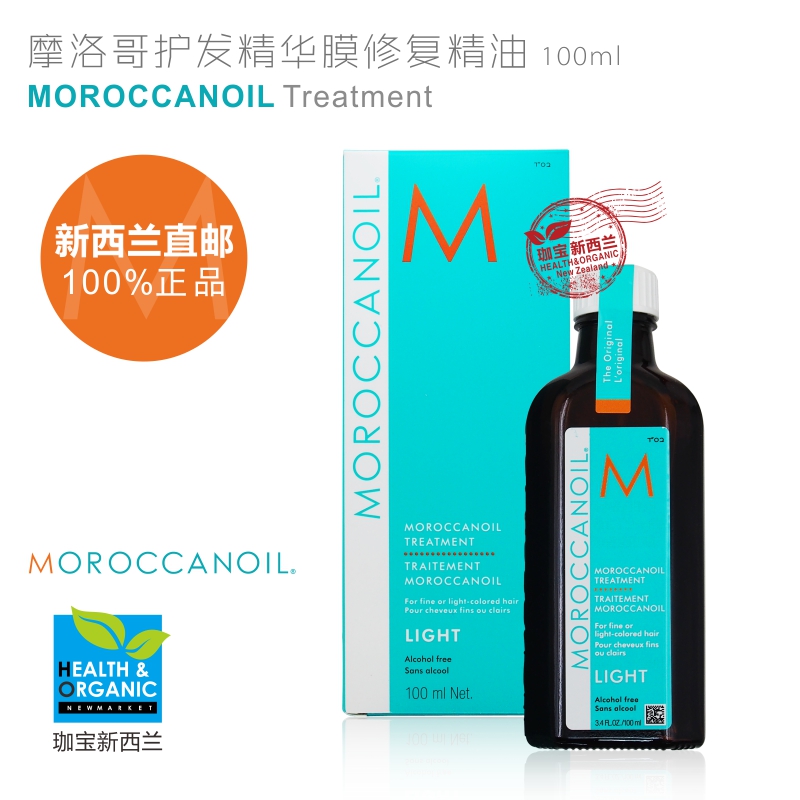 摩洛哥护发精华膜修复精油 100ml
MOROCCANOIL Treatment
新西兰直邮
100%正品
MOROCCANOIL®
M
בס״ד
珈宝 新西兰
HEALTH&ORGANIC
New Zealand
MOROCCANOIL
TREATMENT
TRAITEMENT
MOROCCANOIL
For fine or light-colored hair
Pour cheveux fins ou clairs
LIGHT
Alcohol free
Sans alcool
100 ml Net.
The Original
L'original
בס״ד
M
MOROCCANOIL®
MOROCCANOIL
TREATMENT
TRAITEMENT
MOROCCANOIL
For fine or
light-colored hair
Pour cheveux fins
ou clairs
LIGHT
Alcohol free
Sans alcool
3.4 FL.OZ./100 ml
MOROCCANOIL®
HEALTH &
ORGANIC
NEWMARKET
珈宝新西兰